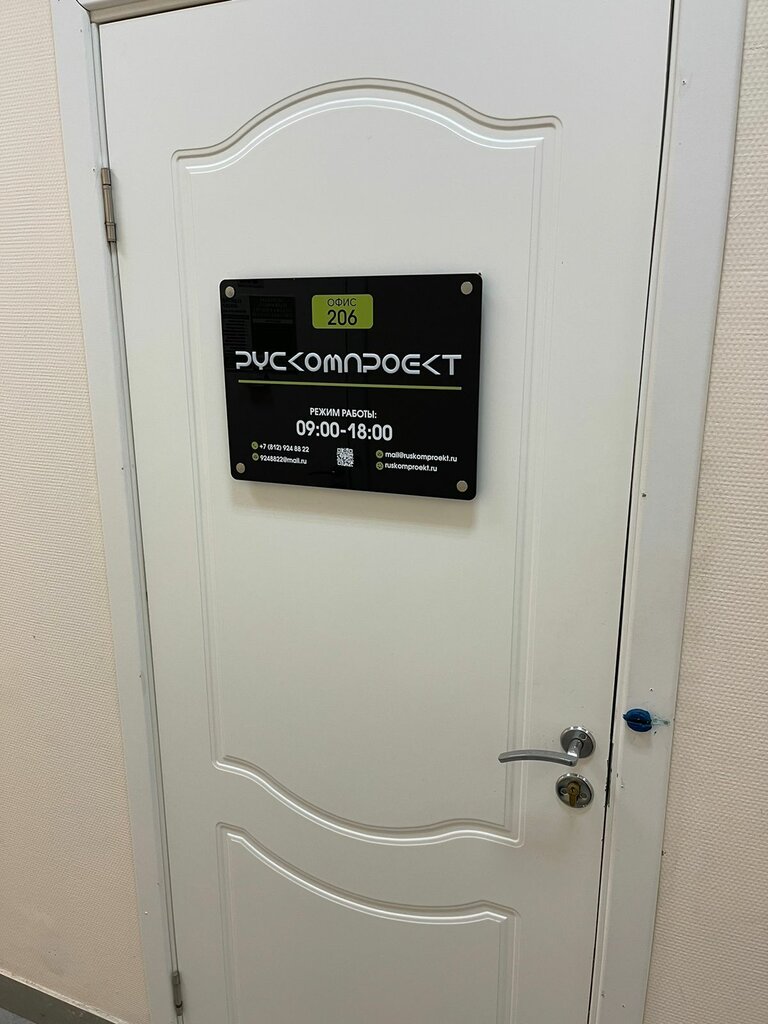 ОФИС
206
РУСКОМПРОЕКТ
РЕЖИМ РАБОТЫ:
09:00-18:00
+7 (812) 924 88 22
9248822@mail.ru
mail@ruskomproekt.ru
ruskomproekt.ru